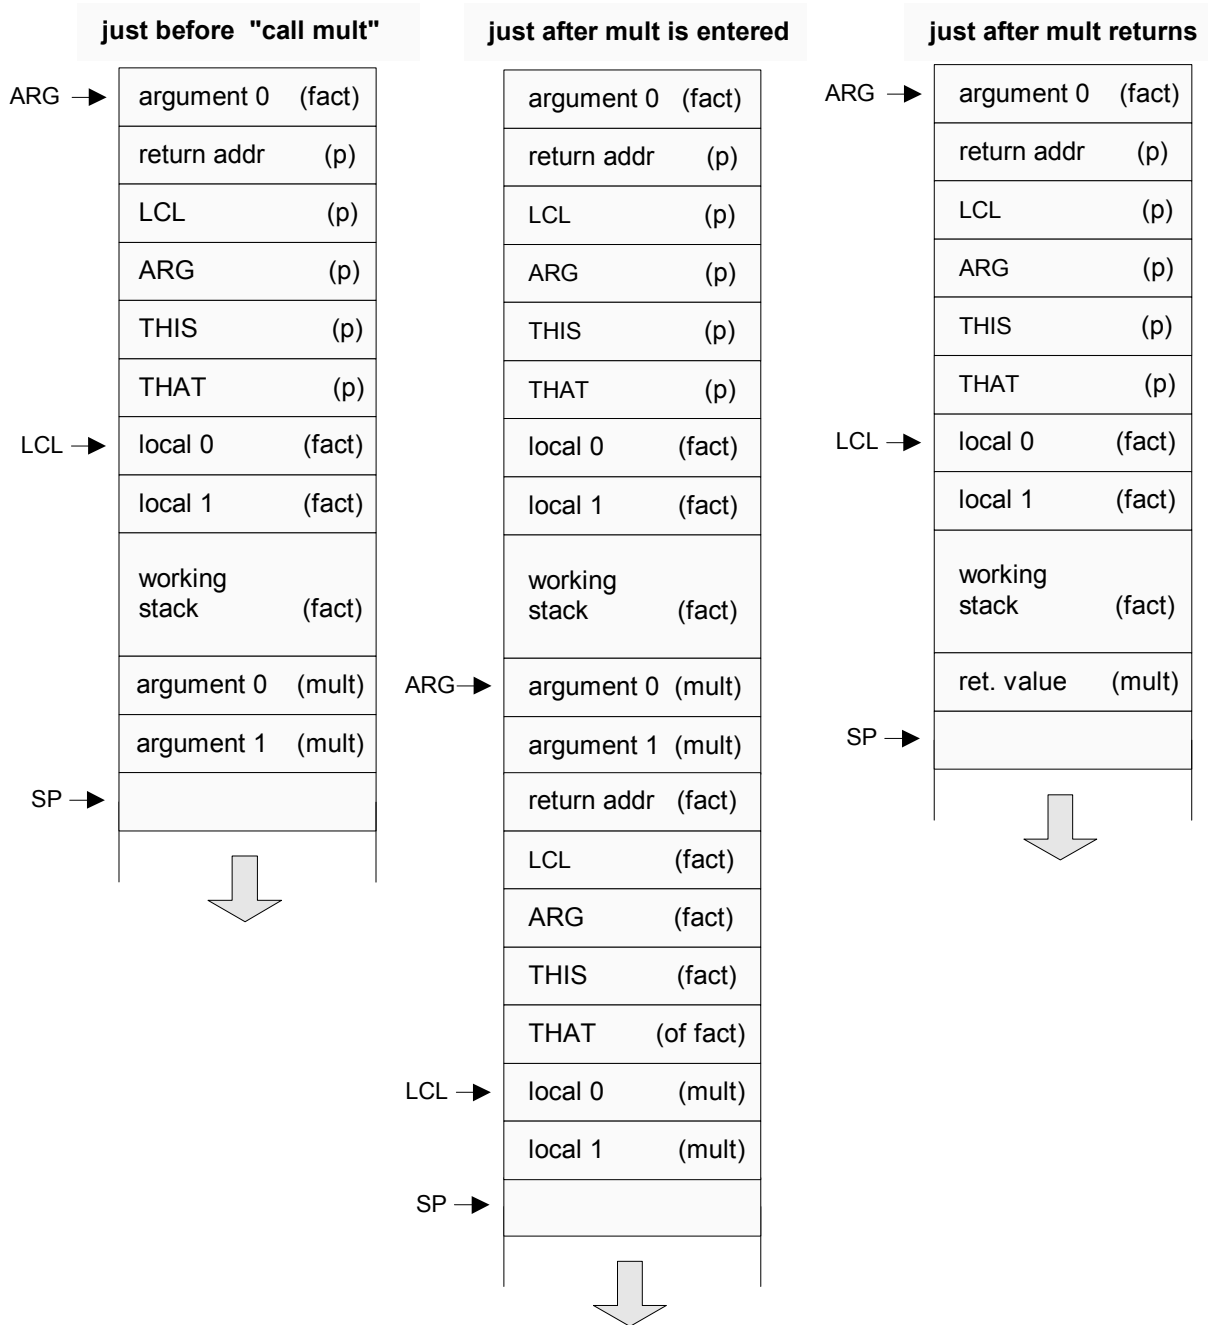 just before "call mult"
ARG
argument 0 (fact)
return addr (p)
LCL (p)
ARG (p)
THIS (p)
THAT (p)
LCL
local 0 (fact)
local 1 (fact)
working
stack (fact)
argument 0 (mult)
argument 1 (mult)
SP
just after mult is entered
argument 0 (fact)
return addr (p)
LCL (p)
ARG (p)
THIS (p)
THAT (p)
local 0 (fact)
local 1 (fact)
working
stack (fact)
ARG
argument 0 (mult)
argument 1 (mult)
return addr (fact)
LCL (fact)
ARG (fact)
THIS (fact)
THAT (of fact)
LCL
local 0 (mult)
local 1 (mult)
SP
just after mult returns
ARG
argument 0 (fact)
return addr (p)
LCL (p)
ARG (p)
THIS (p)
THAT (p)
LCL
local 0 (fact)
local 1 (fact)
working
stack (fact)
ret. value (mult)
SP